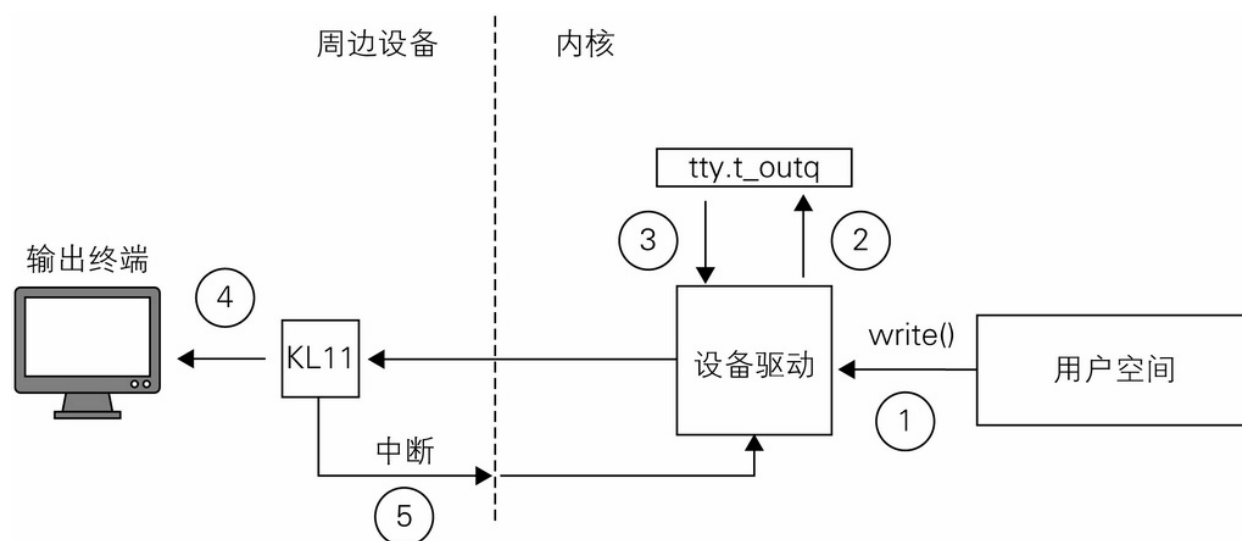 周边设备
内核
tty.t_outq
3
2
输出终端
4
KL11
设备驱动
write()
用户空间
1
中断
5